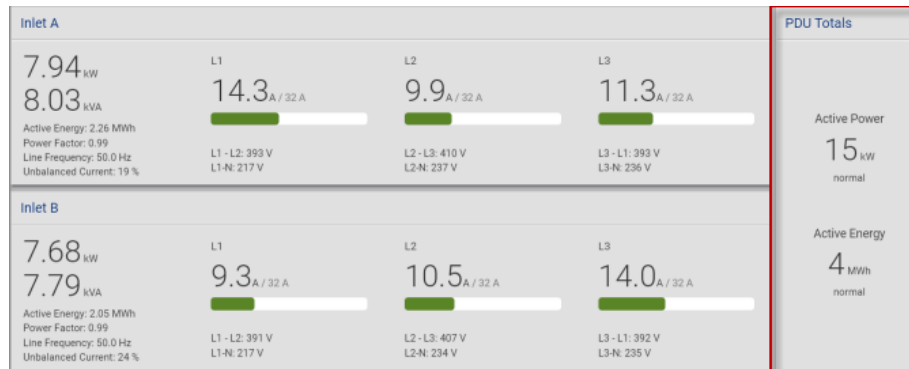 Inlet A
7.94 kW
8.03 kVA
Active Energy: 2.26 MWh
Power Factor: 0.99
Line Frequency: 50.0 Hz
Unbalanced Current: 19 %
L1
14.3 A / 32 A
L1 - L2: 393 V
L1-N: 217 V
L2
9.9 A / 32 A
L2 - L3: 410 V
L2-N: 237 V
L3
11.3 A / 32 A
L3 - L1: 393 V
L3-N: 236 V
Inlet B
7.68 kW
7.79 kVA
Active Energy: 2.05 MWh
Power Factor: 0.99
Line Frequency: 50.0 Hz
Unbalanced Current: 24 %
L1
9.3 A / 32 A
L1 - L2: 391 V
L1-N: 217 V
L2
10.5 A / 32 A
L2 - L3: 407 V
L2-N: 234 V
L3
14.0 A / 32 A
L3 - L1: 392 V
L3-N: 235 V
PDU Totals
Active Power
15 kW
normal
Active Energy
4 MWh
normal